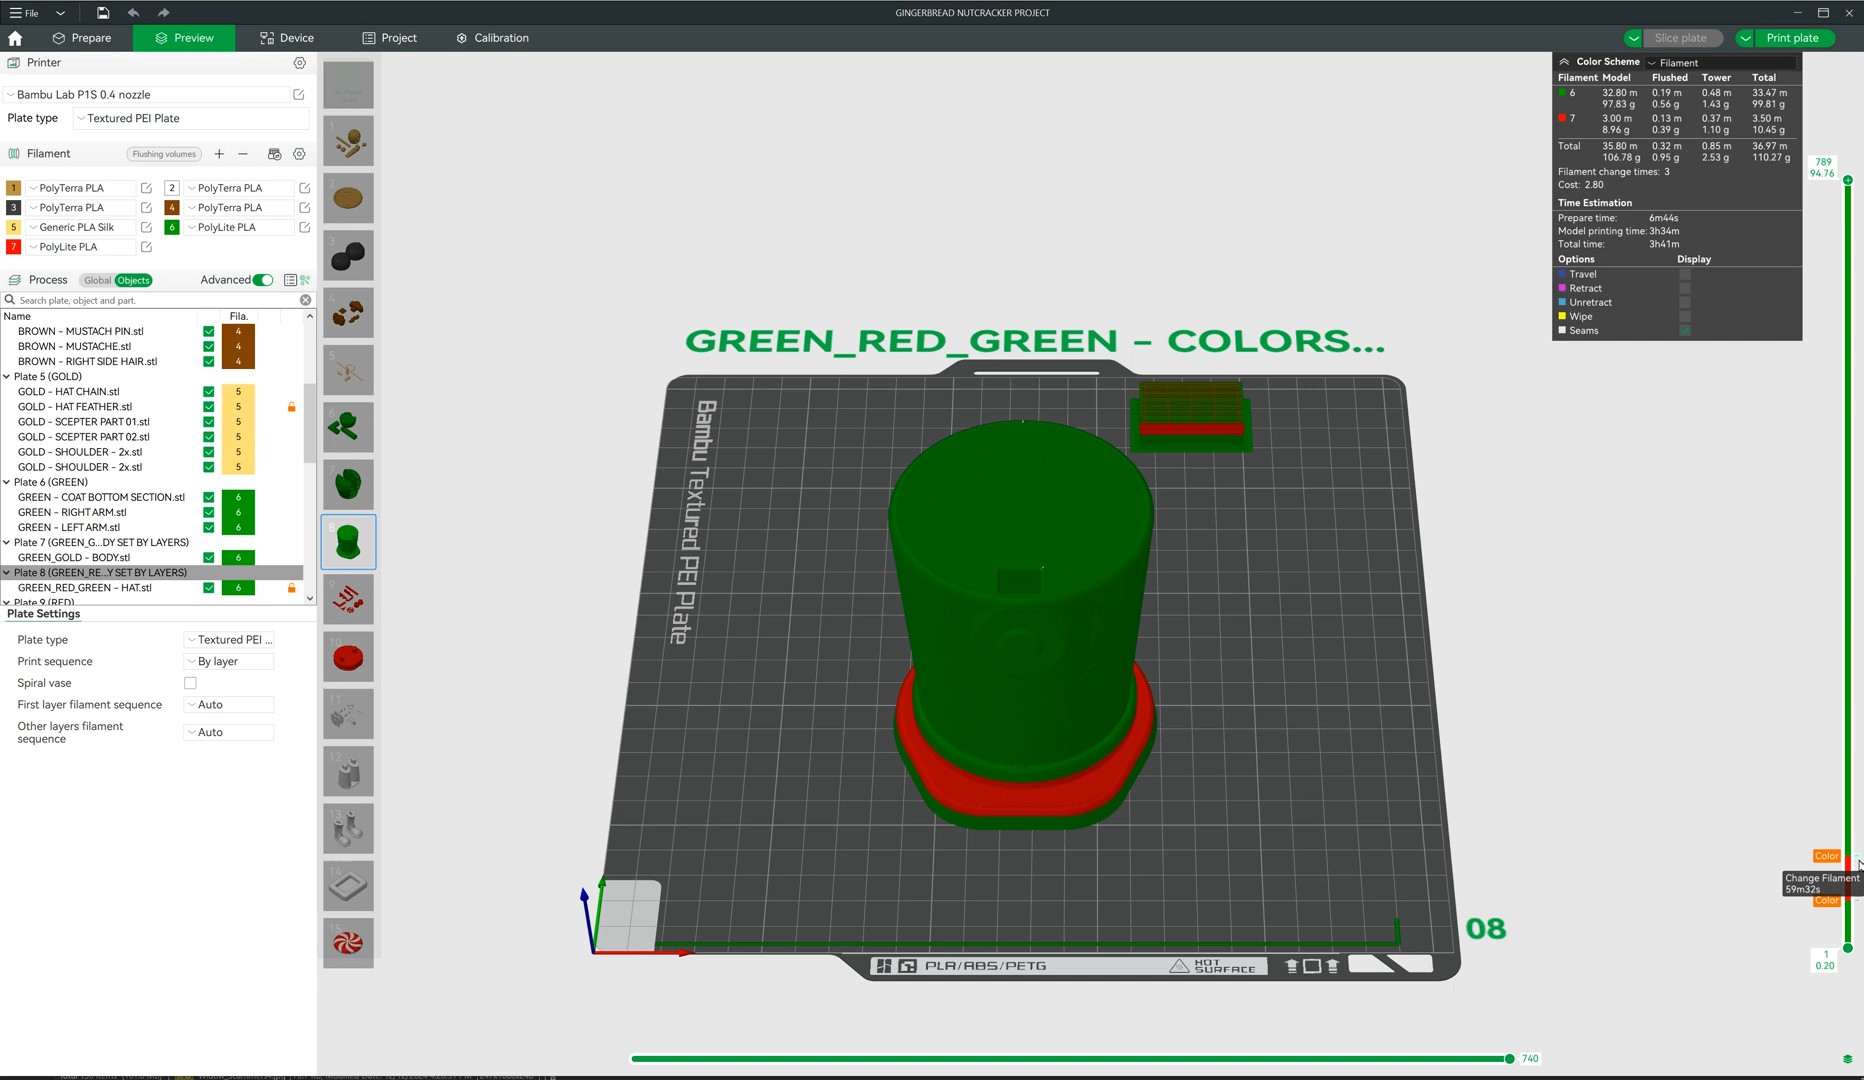 File
GINGERBREAD NUTCRACKER PROJECT
Prepare
Preview
Device
Project
Calibration
Slice plate
Print plate
Printer
Bambu Lab P1S 0.4 nozzle
Plate type
Textured PEI Plate
Filament
Flushing volumes
1 PolyTerra PLA
2 PolyTerra PLA
3 PolyTerra PLA
4 PolyTerra PLA
5 Generic PLA Silk
6 PolyLite PLA
7 PolyLite PLA
Process
Global
Objects
Advanced
Search plate, object and part.
Name Fila.
BROWN - MUSTACH PIN.stl 4
BROWN - MUSTACHE.stl 4
BROWN - RIGHT SIDE HAIR.stl 4
Plate 5 (GOLD)
GOLD - HAT CHAIN.stl 5
GOLD - HAT FEATHER.stl 5
GOLD - SCEPTER PART 01.stl 5
GOLD - SCEPTER PART 02.stl 5
GOLD - SHOULDER - 2x.stl 5
GOLD - SHOULDER - 2x.stl 5
Plate 6 (GREEN)
GREEN - COAT BOTTOM SECTION.stl 6
GREEN - RIGHT ARM.stl 6
GREEN - LEFT ARM.stl 6
Plate 7 (GREEN_G...DY SET BY LAYERS)
GREEN_GOLD - BODY.stl 6
Plate 8 (GREEN_RE...Y SET BY LAYERS)
GREEN_RED_GREEN - HAT.stl 6
Plate 9 (RED)
Plate Settings
Plate type
Textured PEI ...
Print sequence
By layer
Spiral vase
First layer filament sequence
Auto
Other layers filament
sequence
Auto
1
2
3
4
5
6
7
8
9
10
11
12
13
14
GREEN_RED_GREEN - COLORS...
Bambu Textured PEI Plate
PLA/ABS/PETG
HOT
SURFACE
08
740
Color Scheme
Filament
Filament Model Flushed Tower Total
6 32.80 m 0.19 m 0.48 m 33.47 m
97.83 g 0.56 g 1.43 g 99.81 g
7 3.00 m 0.13 m 0.37 m 3.50 m
8.96 g 0.39 g 1.10 g 10.45 g
Total 35.80 m 0.32 m 0.85 m 36.97 m
106.78 g 0.95 g 2.53 g 110.27 g
Filament change times: 3
Cost: 2.80
Time Estimation
Prepare time: 6m44s
Model printing time: 3h34m
Total time: 3h41m
Options Display
Travel
Retract
Unretract
Wipe
Seams
789
94.76
Color
Change Filament
59m32s
Color
1
0.20